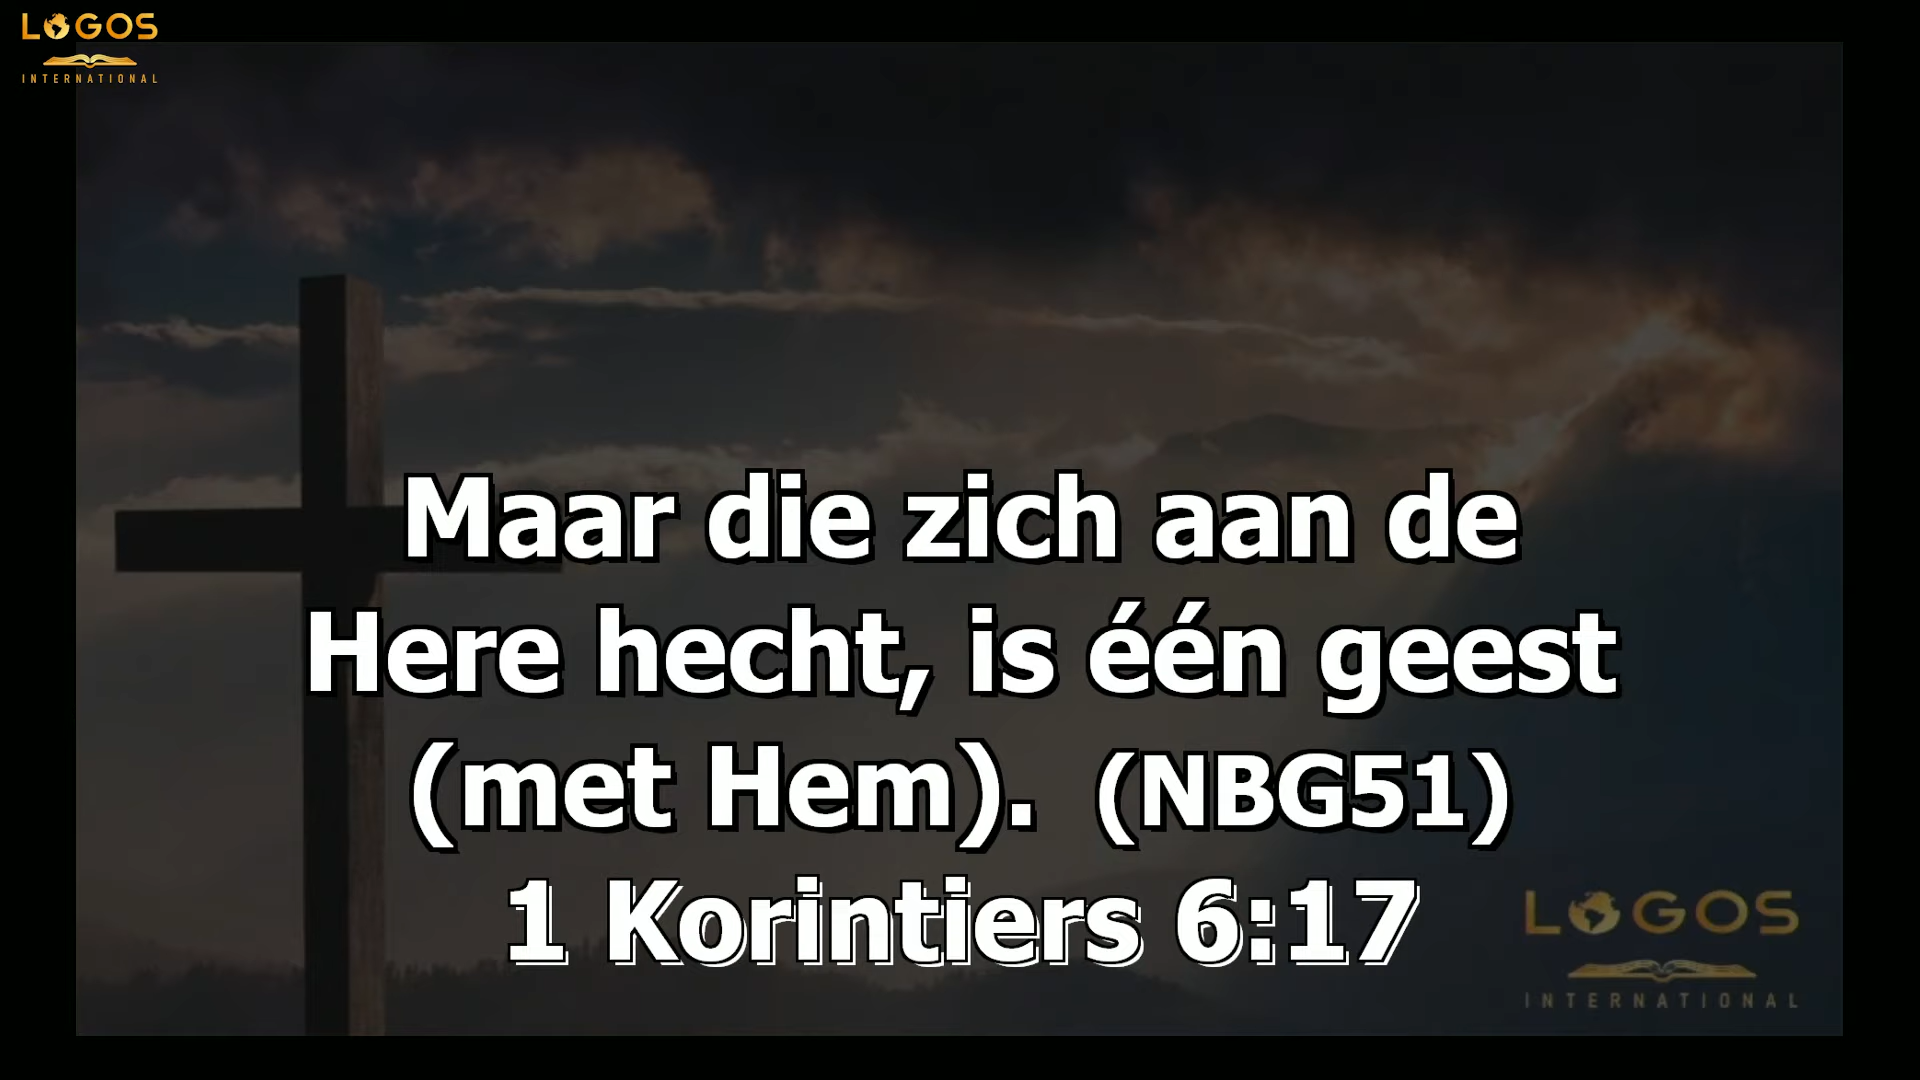 LOGOS
INTERNATIONAL
Maar die zich aan de
Here hecht, is één geest
(met Hem). (NBG51)
1 Korintiers 6:17
LOGOS
INTERNATIONAL